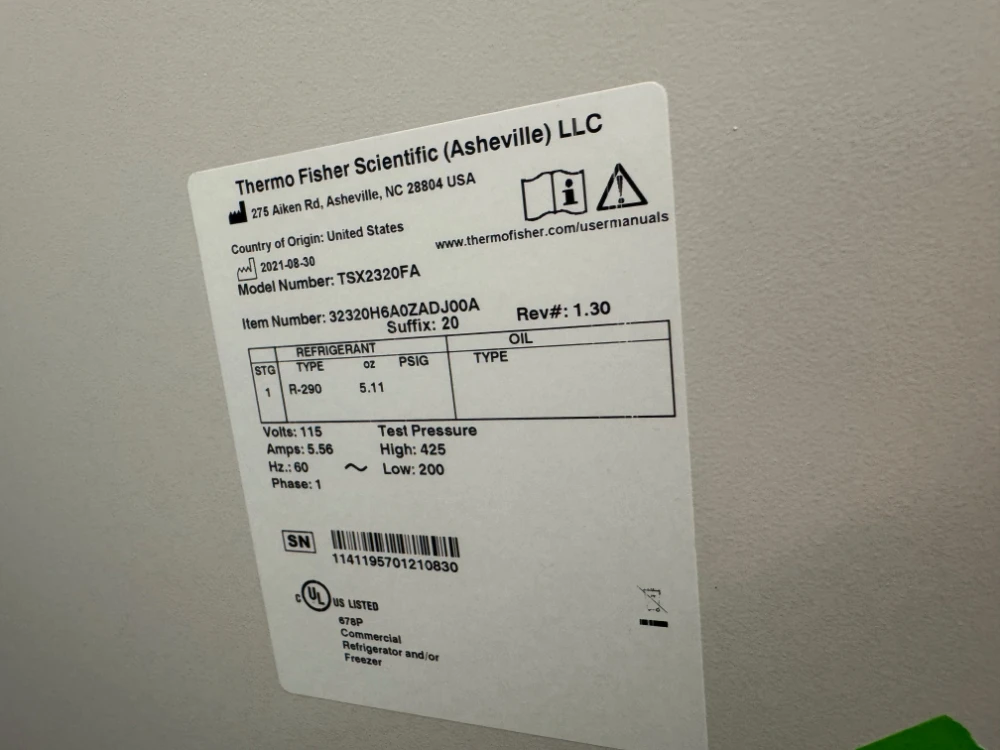 Thermo Fisher Scientific (Asheville) LLC
275 Aiken Rd, Asheville, NC 28804 USA
Country of Origin: United States
www.thermofisher.com/usermanuals
2021-08-30
Model Number: TSX2320FA
Item Number: 32320H6A0ZADJ00A
Suffix: 20
Rev#: 1.30
REFRIGERANT OIL
STG TYPE oz PSIG TYPE
1 R-290 5.11
Volts: 115 Test Pressure
Amps: 5.56 High: 425
Hz.: 60 ~ Low: 200
Phase: 1
SN
1141195701210830
C UL US LISTED
678P
Commercial
Refrigerator and/or
Freezer